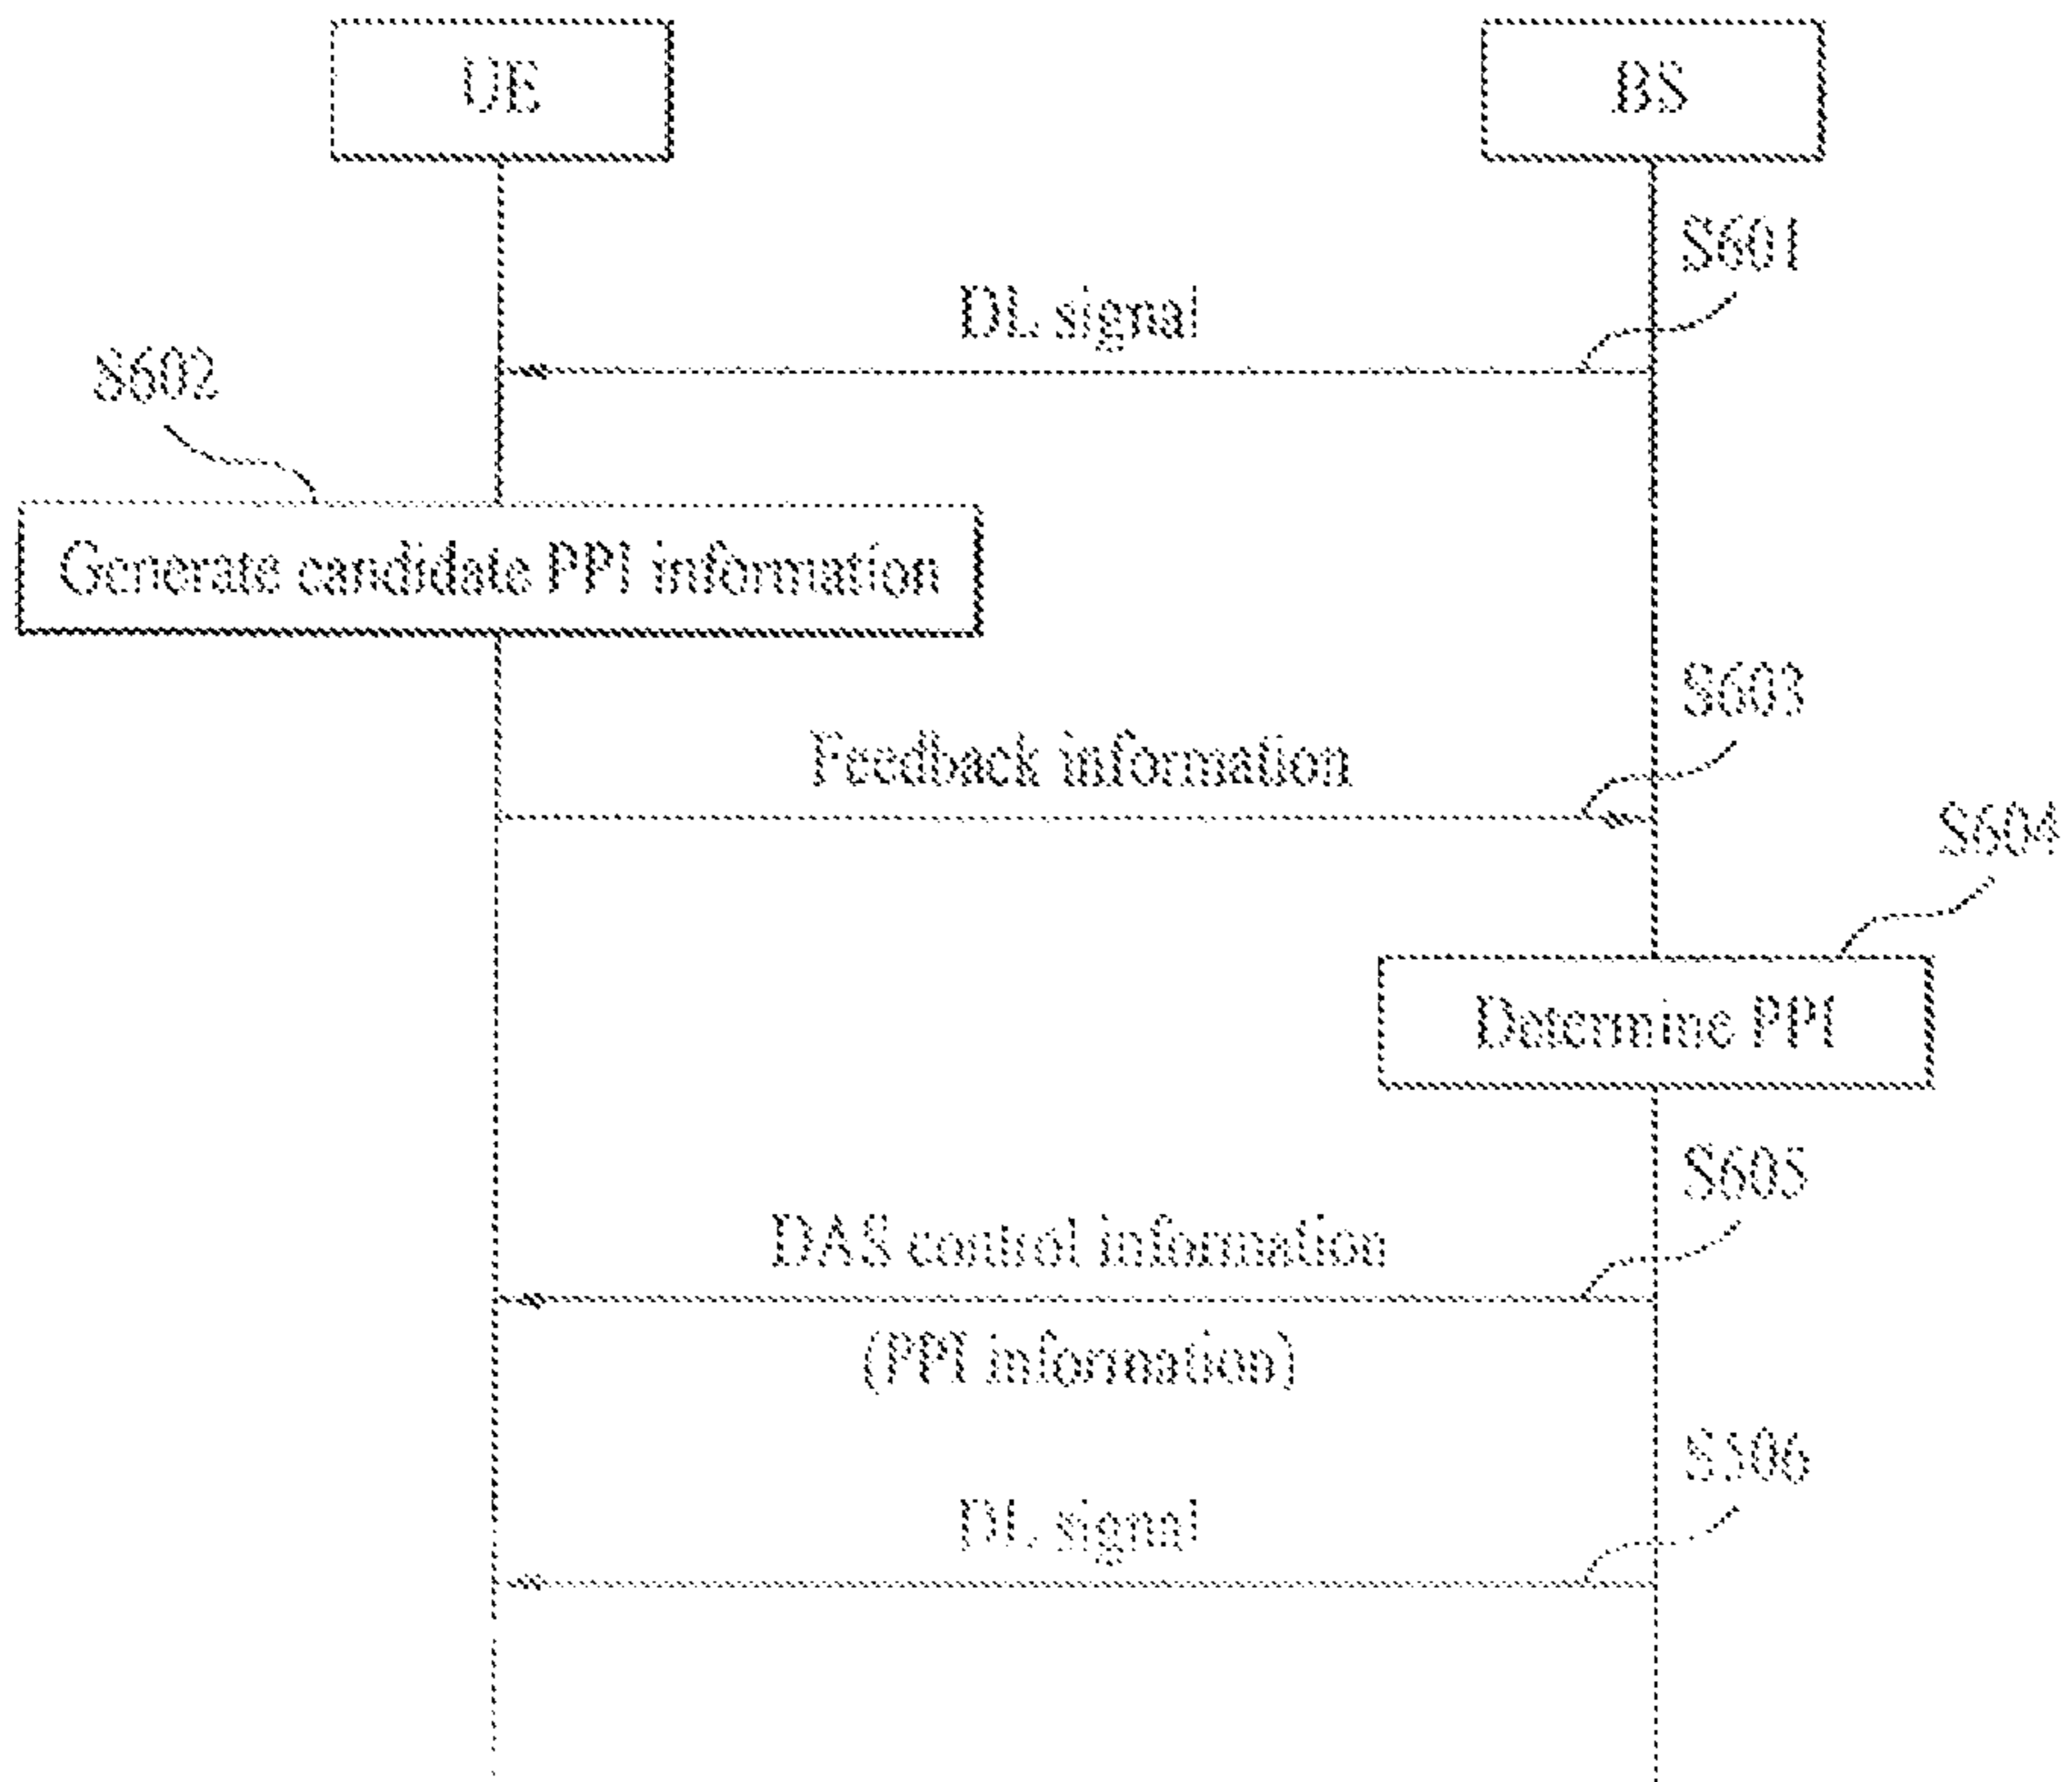 UE
BS
S601
DL signal
S602
Generate candidate PPI information
S603
Feedback information
S604
Determine PPI
S605
DAS control information
(PPI information)
S506
DL signal